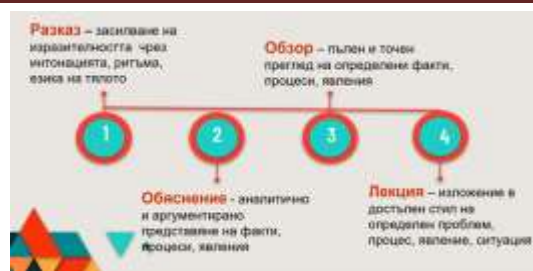 Разказ – засилване на
изразителността чрез
интонацията, ритъма,
езика на тялото
Обзор – пълен и точен
преглед на определени факти,
процеси, явления
1
2
3
4
Обяснение - аналитично
и аргументирано
представяне на факти,
процеси, явления
Лекция – изложение в
достъпен стил на
определен проблем,
процес, явление, ситуация